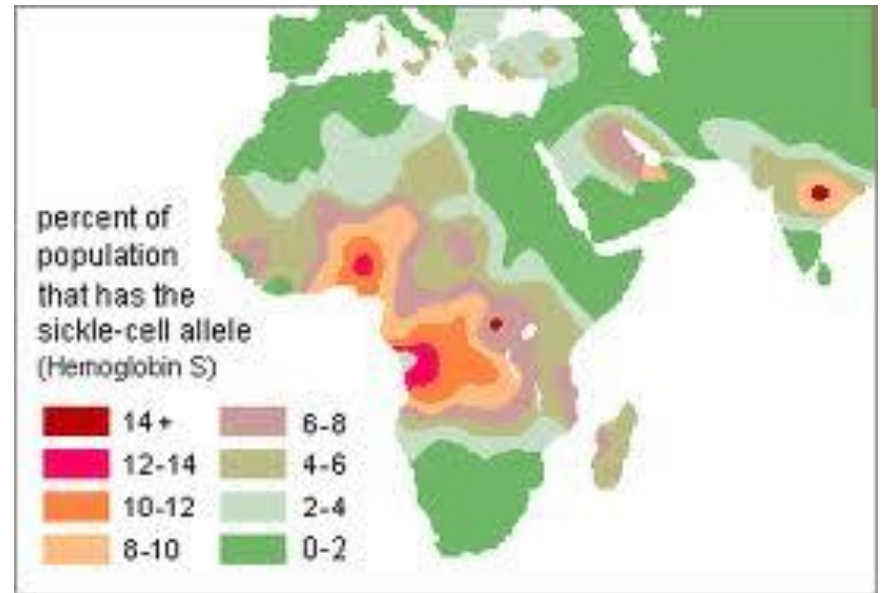 percent of
population
that has the
sickle-cell allele
(Hemoglobin S)
14+ 6-8
12-14 4-6
10-12 2-4
8-10 0-2